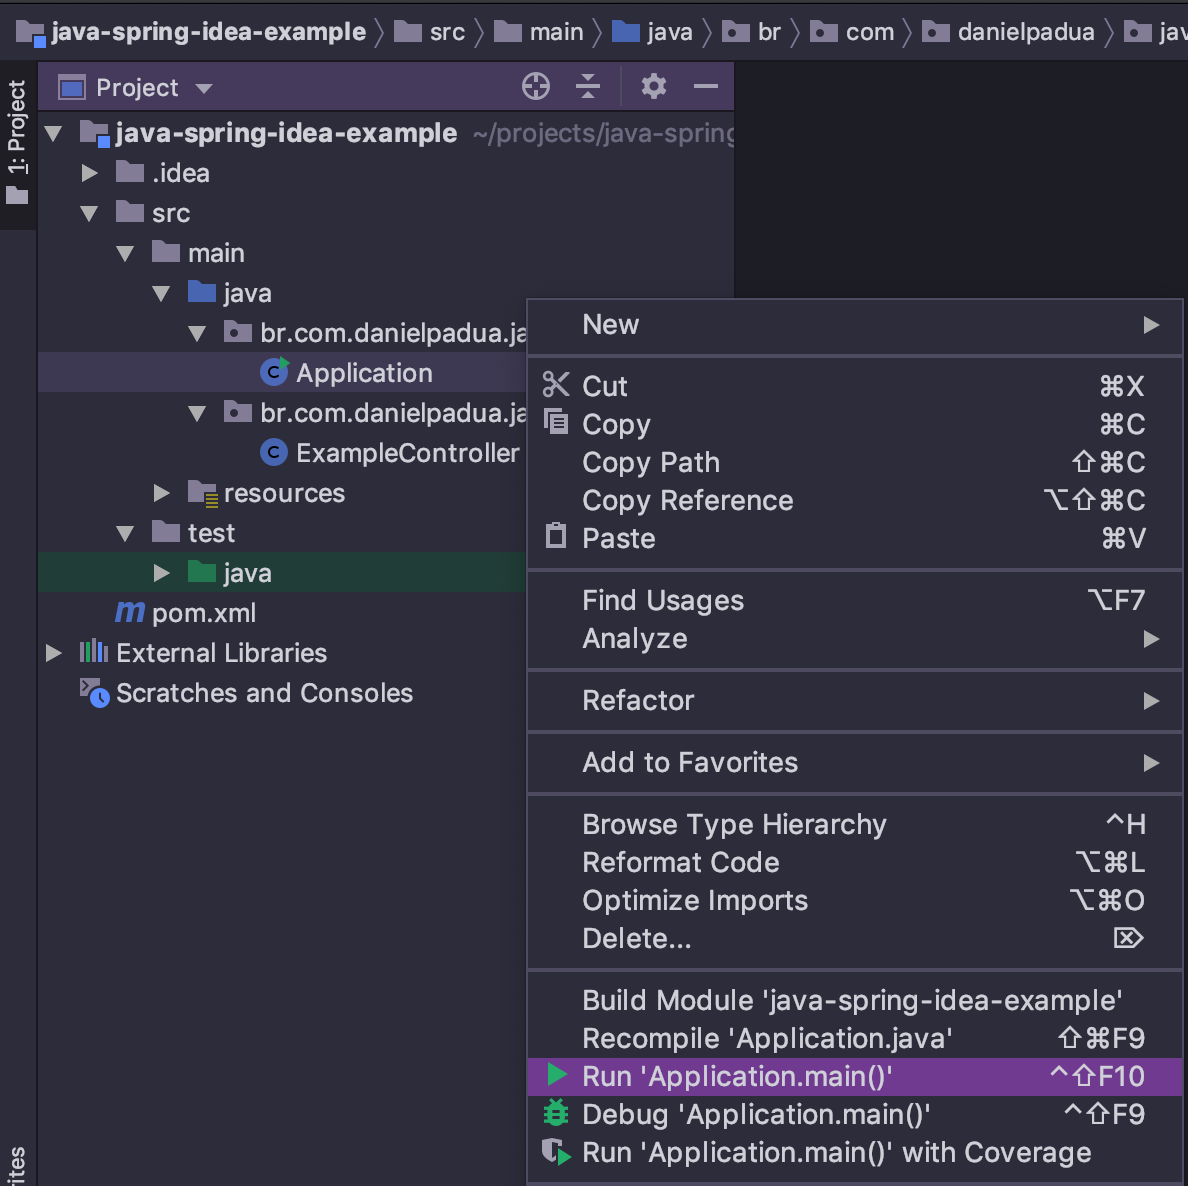 java-spring-idea-example src main java br com danielpadua
1: Project
Project
java-spring-idea-example ~/projects/java-spring
.idea
src
main
java
br.com.danielpadua.ja
Application
br.com.danielpadua.ja
ExampleController
resources
test
java
pom.xml
External Libraries
Scratches and Consoles
New
Cut ⌘X
Copy ⌘C
Copy Path ⇧⌘C
Copy Reference ⌥⇧⌘C
Paste ⌘V
Find Usages ⌥F7
Analyze
Refactor
Add to Favorites
Browse Type Hierarchy ^H
Reformat Code ⌥⌘L
Optimize Imports ⌥⌘O
Delete... ⌦
Build Module 'java-spring-idea-example'
Recompile 'Application.java' ⇧⌘F9
Run 'Application.main()' ^⇧F10
Debug 'Application.main()' ^⇧F9
Run 'Application.main()' with Coverage